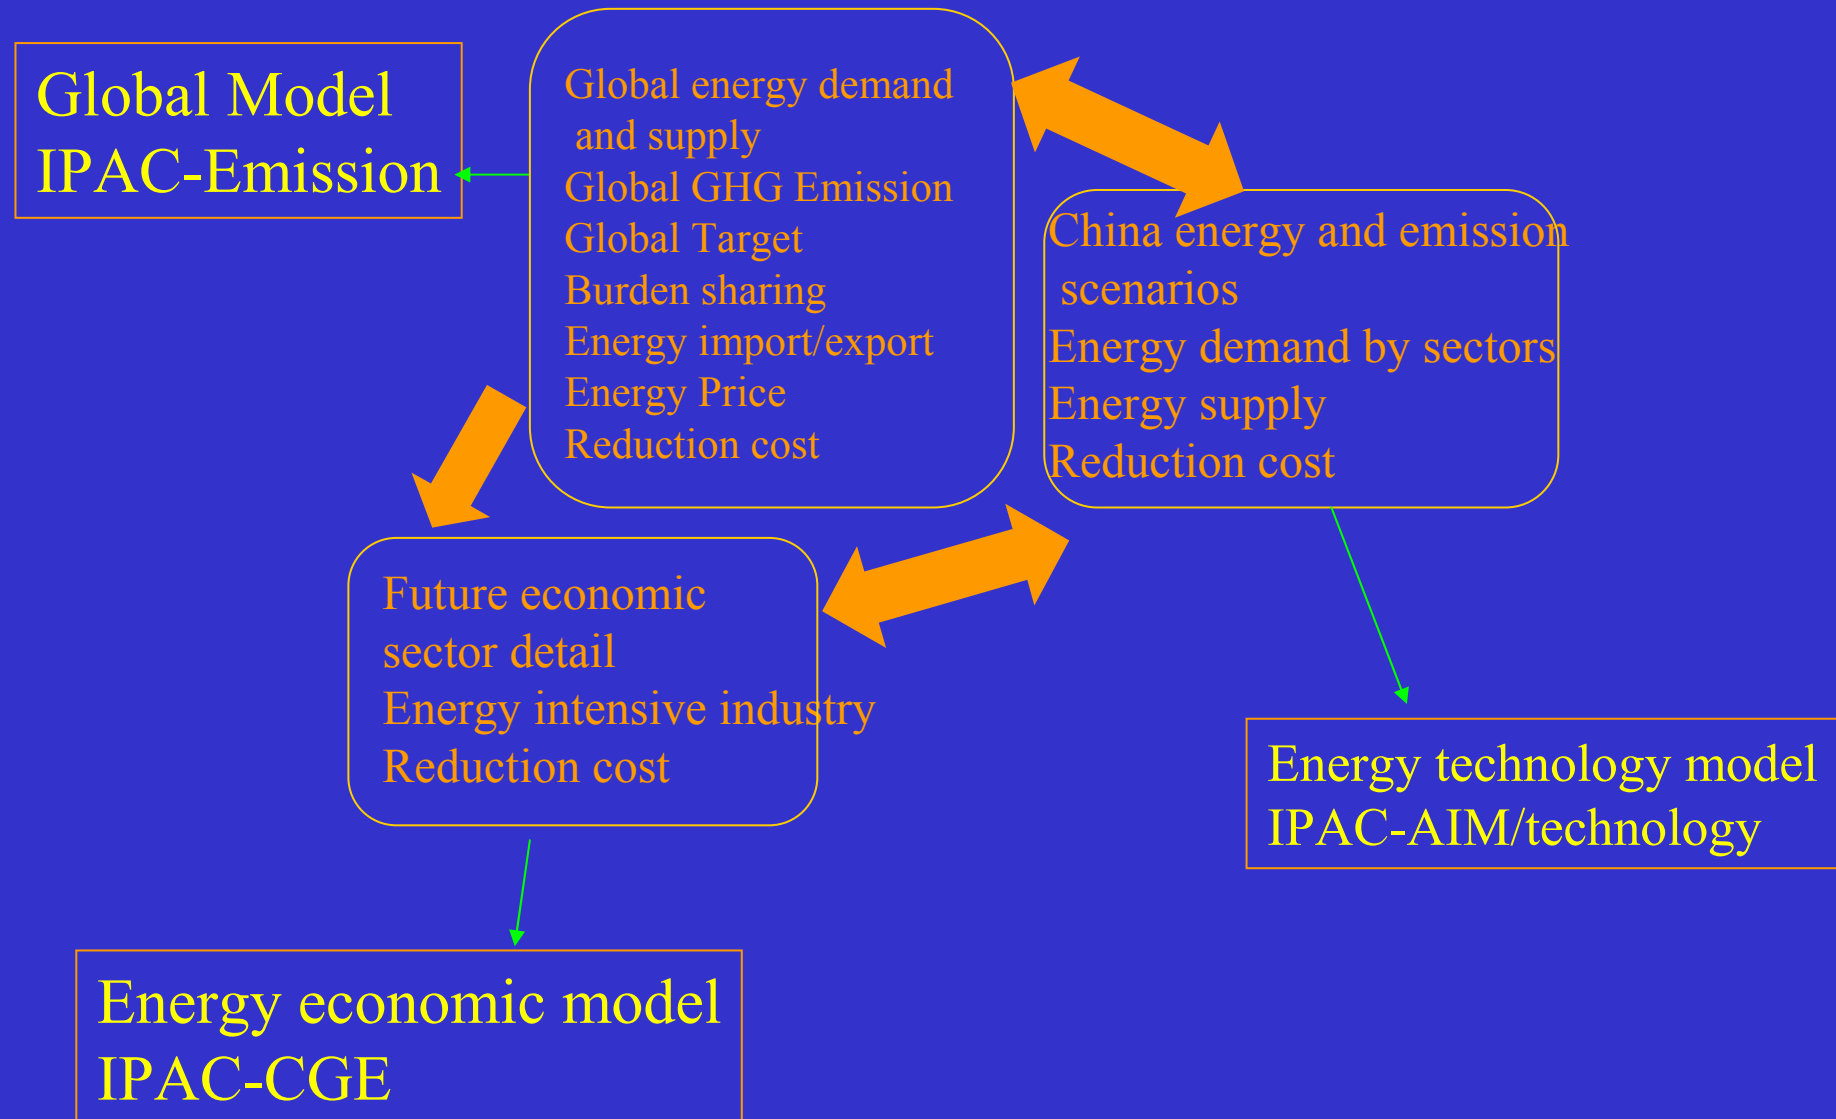 Global Model
IPAC-Emission
Global energy demand
and supply
Global GHG Emission
Global Target
Burden sharing
Energy import/export
Energy Price
Reduction cost
China energy and emission
scenarios
Energy demand by sectors
Energy supply
Reduction cost
Future economic
sector detail
Energy intensive industry
Reduction cost
Energy technology model
IPAC-AIM/technology
Energy economic model
IPAC-CGE